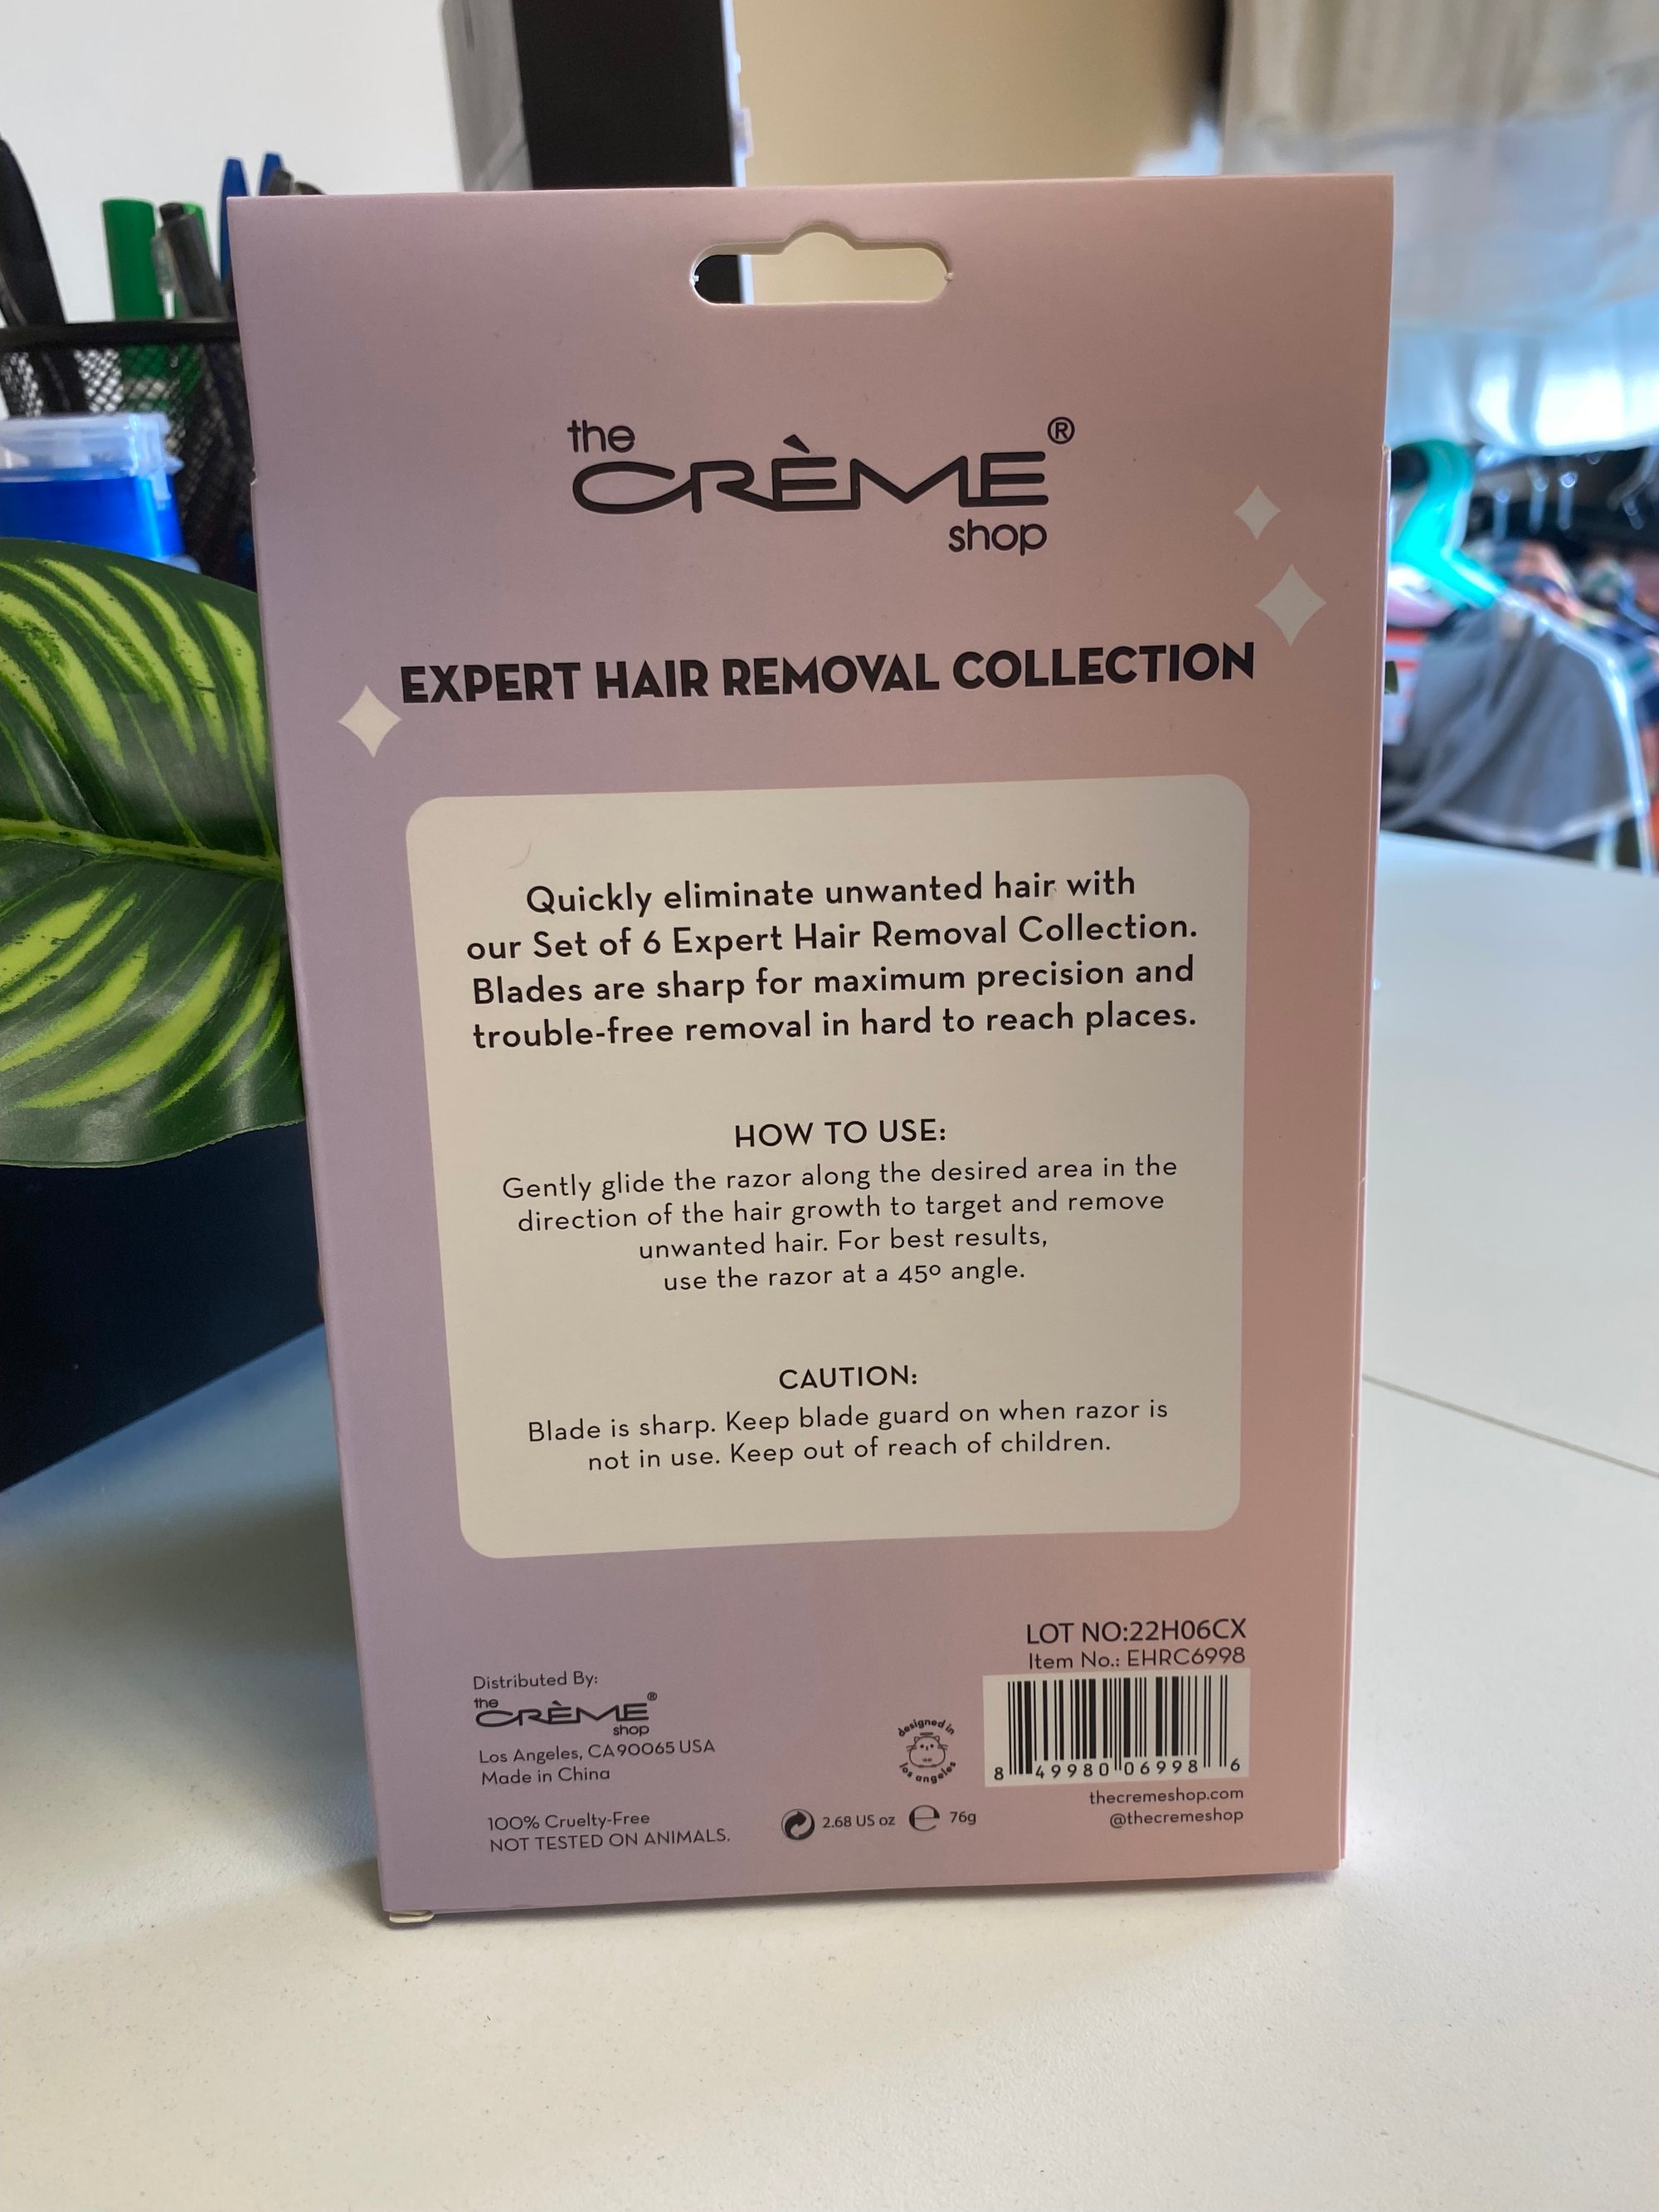 the
CRÈME®
shop
EXPERT HAIR REMOVAL COLLECTION
Quickly eliminate unwanted hair with
our Set of 6 Expert Hair Removal Collection.
Blades are sharp for maximum precision and
trouble-free removal in hard to reach places.
HOW TO USE:
Gently glide the razor along the desired area in the
direction of the hair growth to target and remove
unwanted hair. For best results,
use the razor at a 45º angle.
CAUTION:
Blade is sharp. Keep blade guard on when razor is
not in use. Keep out of reach of children.
Distributed By:
the
CRÈME®
shop
Los Angeles, CA 90065 USA
Made in China
100% Cruelty-Free
NOT TESTED ON ANIMALS.
designed in
los angeles
2.68 US oz ℮ 76g
LOT NO:22H06CX
Item No.: EHRC6998
8 49980 06998 6
thecremeshop.com
@thecremeshop